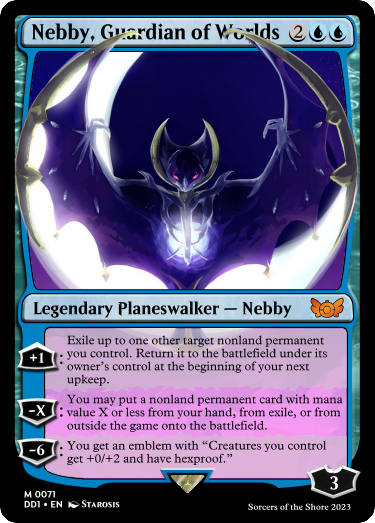 Nebby, Guardian of Worlds 2
Legendary Planeswalker — Nebby
+1: Exile up to one other target nonland permanent
you control. Return it to the battlefield under its
owner's control at the beginning of your next
upkeep.
-X: You may put a nonland permanent card with mana
value X or less from your hand, from exile, or from
outside the game onto the battlefield.
-6: You get an emblem with “Creatures you control
get +0/+2 and have hexproof.”
3
M 0071
DD1 • EN Starosis
Sorcers of the Shore 2023